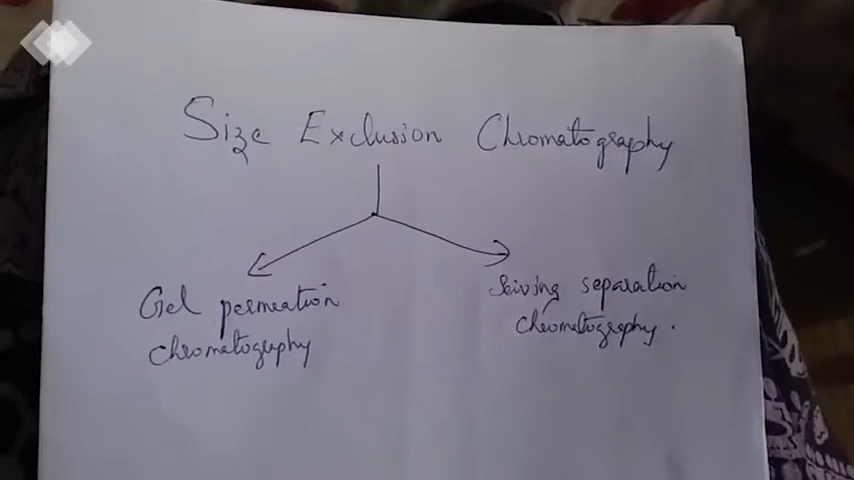 Size Exclusion Chromatography
Gel permeation
chromatography
Seiving separation
chromatography.